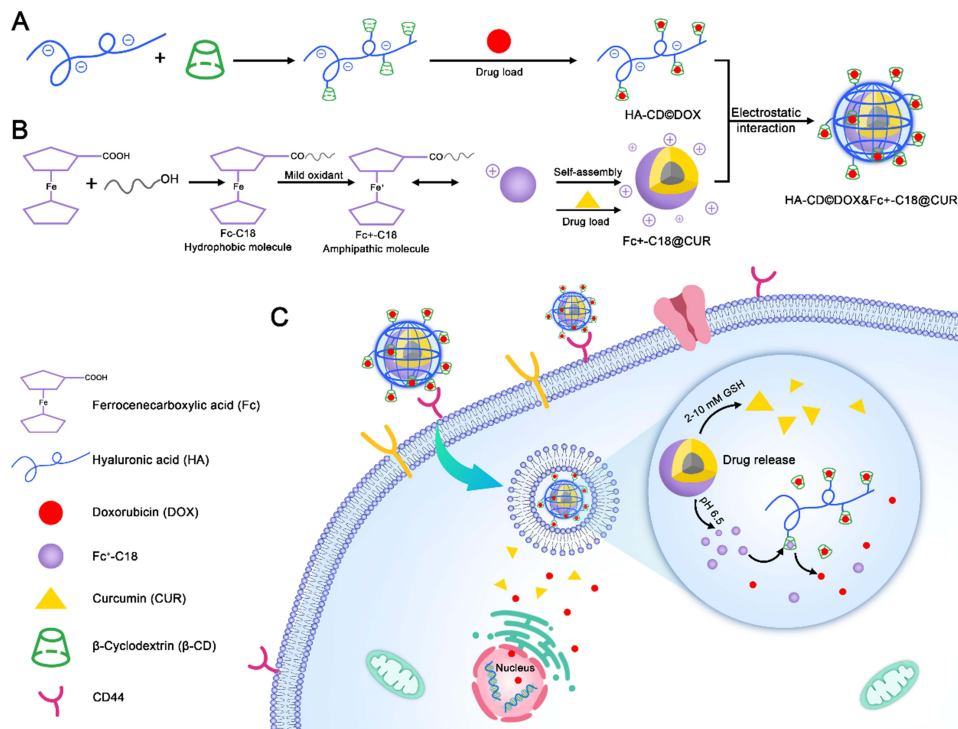 A
+
Drug load
HA-CD©DOX
Electrostatic
interaction
HA-CD©DOX&Fc+-C18@CUR
B
COOH
Fe
+
OH
CO
Fe
Fc-C18
Hydrophobic molecule
Mild oxidant
CO
Fe⁺
Fc+-C18
Amphipathic molecule
Self-assembly
Drug load
Fc+-C18@CUR
COOH
Fe
Ferrocenecarboxylic acid (Fc)
Hyaluronic acid (HA)
Doxorubicin (DOX)
Fc⁺-C18
Curcumin (CUR)
β-Cyclodextrin (β-CD)
CD44
C
2-10 mM GSH
Drug release
pH 6.5
Nucleus